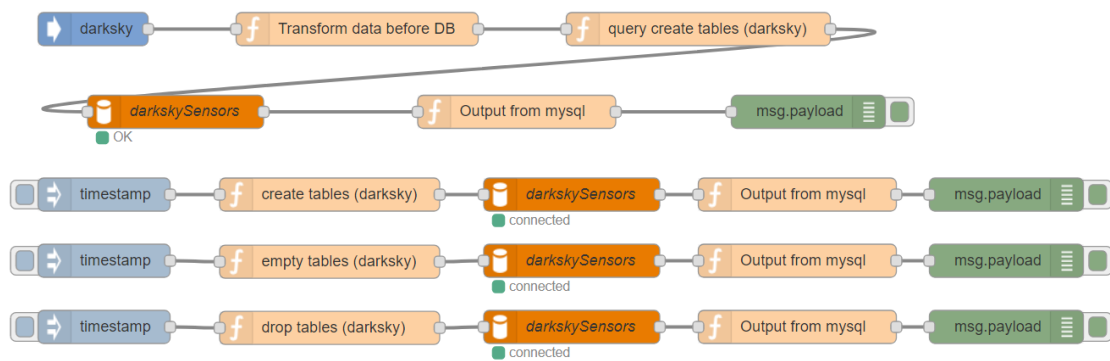 darksky Transform data before DB query create tables (darksky)
darkskySensors Output from mysql msg.payload
OK
timestamp create tables (darksky) darkskySensors Output from mysql msg.payload
connected
timestamp empty tables (darksky) darkskySensors Output from mysql msg.payload
connected
timestamp drop tables (darksky) darkskySensors Output from mysql msg.payload
connected